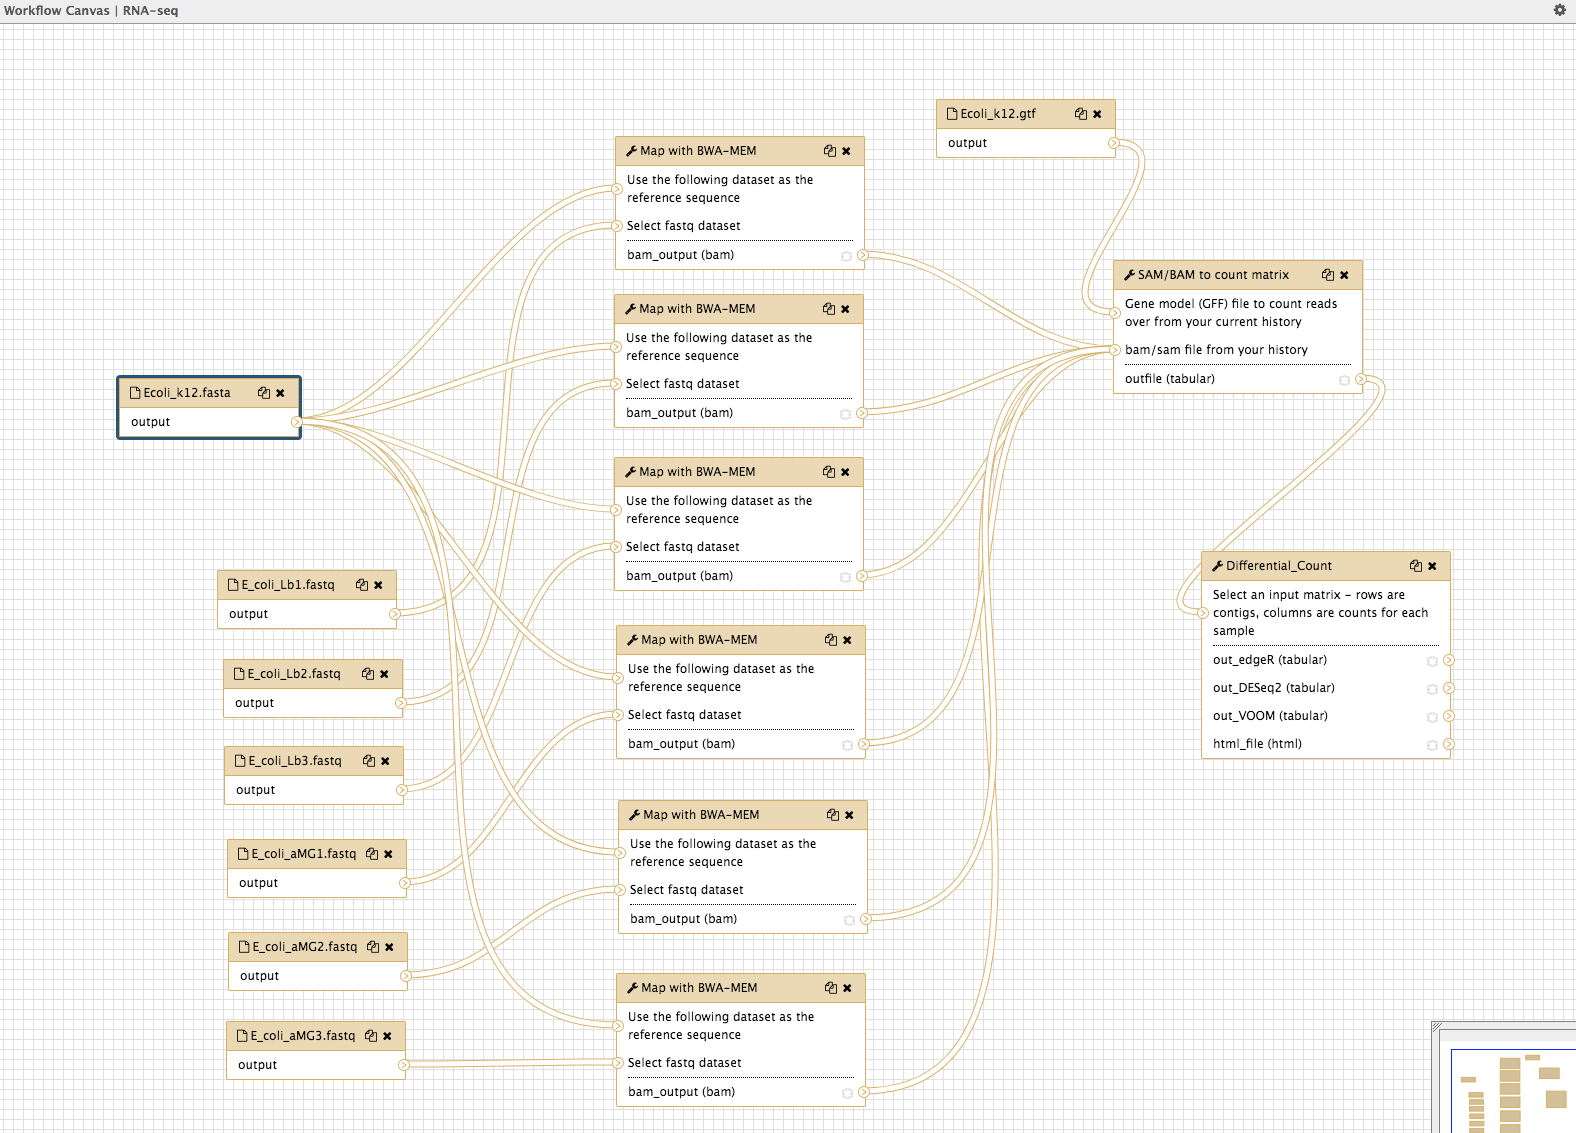 Workflow Canvas | RNA-seq
Ecoli_k12.gtf
output
Map with BWA-MEM
Use the following dataset as the
reference sequence
Select fastq dataset
bam_output (bam)
SAM/BAM to count matrix
Gene model (GFF) file to count reads
over from your current history
bam/sam file from your history
outfile (tabular)
Map with BWA-MEM
Use the following dataset as the
reference sequence
Select fastq dataset
bam_output (bam)
Ecoli_k12.fasta
output
Map with BWA-MEM
Use the following dataset as the
reference sequence
Select fastq dataset
bam_output (bam)
Differential_Count
Select an input matrix - rows are
contigs, columns are counts for each
sample
out_edgeR (tabular)
out_DESeq2 (tabular)
out_VOOM (tabular)
html_file (html)
E_coli_Lb1.fastq
output
Map with BWA-MEM
Use the following dataset as the
reference sequence
Select fastq dataset
bam_output (bam)
E_coli_Lb2.fastq
output
E_coli_Lb3.fastq
output
Map with BWA-MEM
Use the following dataset as the
reference sequence
Select fastq dataset
bam_output (bam)
E_coli_aMG1.fastq
output
E_coli_aMG2.fastq
output
Map with BWA-MEM
Use the following dataset as the
reference sequence
Select fastq dataset
bam_output (bam)
E_coli_aMG3.fastq
output